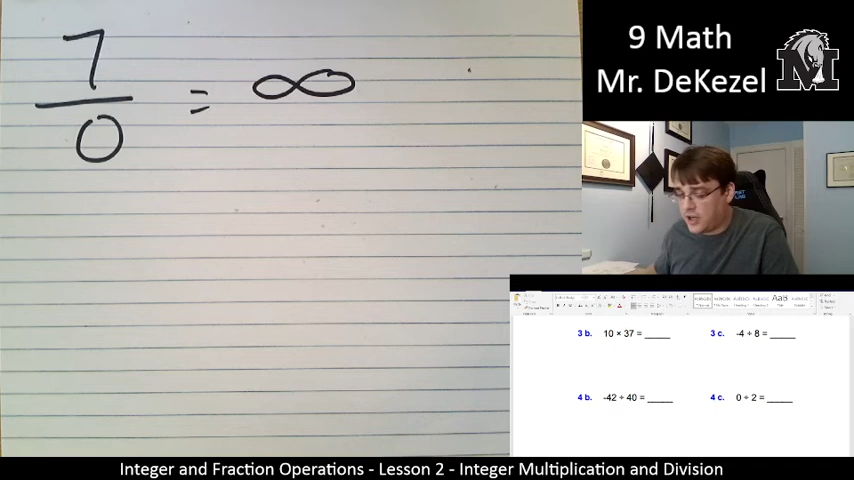 7
0 = ∞
9 Math
Mr. DeKezel
M
3 b. 10 × 37 = _____
3 c. -4 ÷ 8 = _____
4 b. -42 ÷ 40 = _____
4 c. 0 ÷ 2 = _____
Integer and Fraction Operations - Lesson 2 - Integer Multiplication and Division